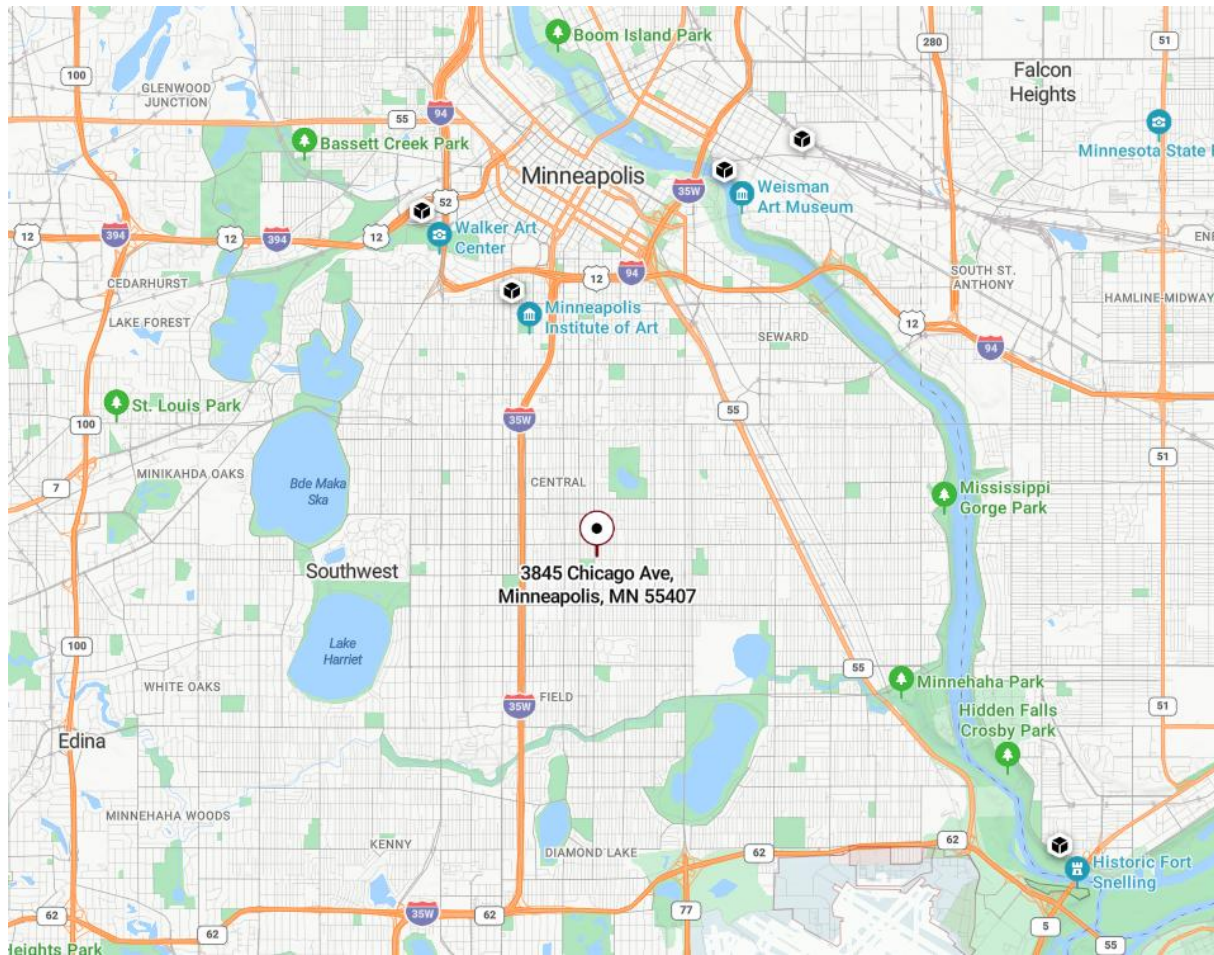 Boom Island Park
100
280
51
GLENWOOD
JUNCTION
Falcon
Heights
94
55
Bassett Creek Park
Minnesota State
Minneapolis
35W
Weisman
Art Museum
52
12
394
12
394
12
Walker Art
Center
12
94
CEDARHURST
SOUTH ST.
ANTHONY
HAMLINE-MIDWAY
Minneapolis
Institute of Art
LAKE FOREST
SEWARD
12
94
St. Louis Park
100
35W
55
51
MINIKAHDA OAKS
7
Bde Maka
Ska
CENTRAL
Mississippi
Gorge Park
Southwest
3845 Chicago Ave,
Minneapolis, MN 55407
100
Lake
Harriet
55
Minnehaha Park
WHITE OAKS
FIELD
35W
51
Hidden Falls
Crosby Park
Edina
MINNEHAHA WOODS
KENNY
DIAMOND LAKE
62
62
Historic Fort
Snelling
62
62
35W
62
77
5
55
Heights Park